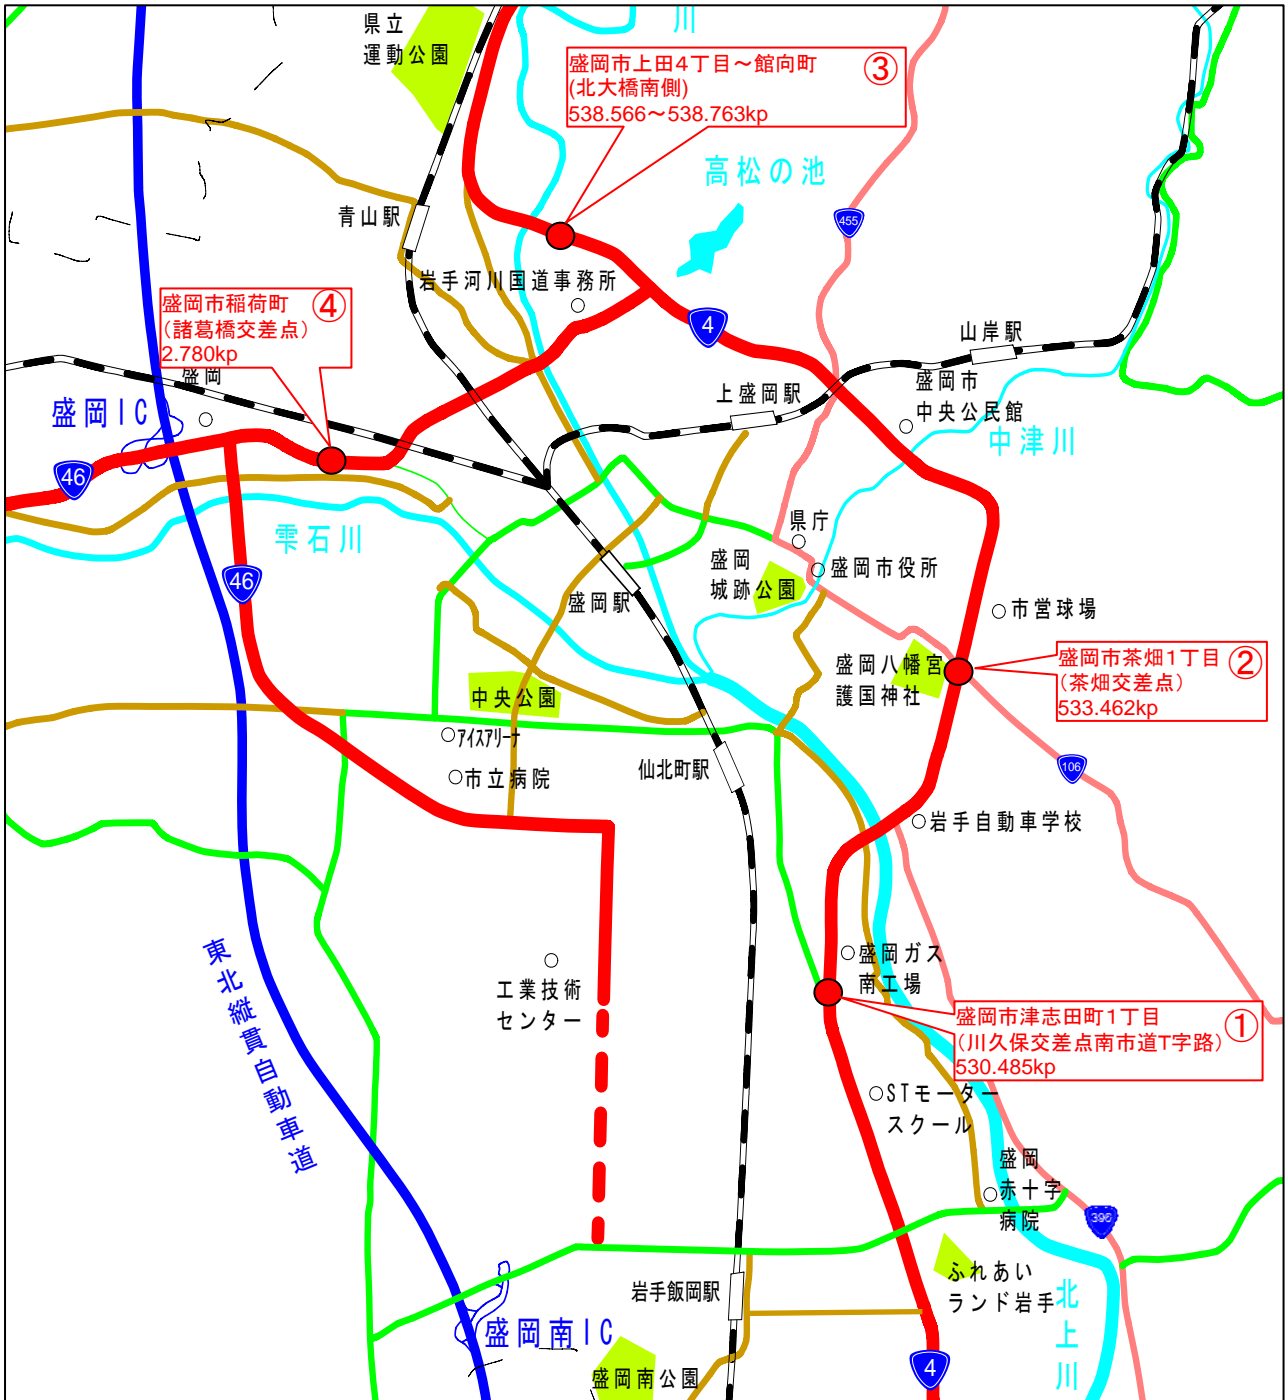 県立
運動公園
川
盛岡市上田4丁目～館向町
(北大橋南側)
538.566～538.763kp
③
高松の池
455
青山駅
岩手河川国道事務所
盛岡市稲荷町
（諸葛橋交差点）
2.780kp
④
4
山岸駅
盛岡
盛岡IC
上盛岡駅
盛岡市
中央公民館
中津川
46
雫石川
県庁
盛岡
城跡公園
盛岡市役所
46
盛岡駅
市営球場
盛岡八幡宮
護国神社
盛岡市茶畑1丁目
（茶畑交差点）
533.462kp
②
中央公園
アイスアリーナ
市立病院
仙北町駅
106
岩手自動車学校
東北縦貫自動車道
工業技術
センター
盛岡ガス
南工場
盛岡市津志田町1丁目
（川久保交差点南市道T字路）
530.485kp
①
STモーター
スクール
盛岡
赤十字
病院
396
ふれあい
ランド岩手
北上川
岩手飯岡駅
盛岡南IC
盛岡南公園
4